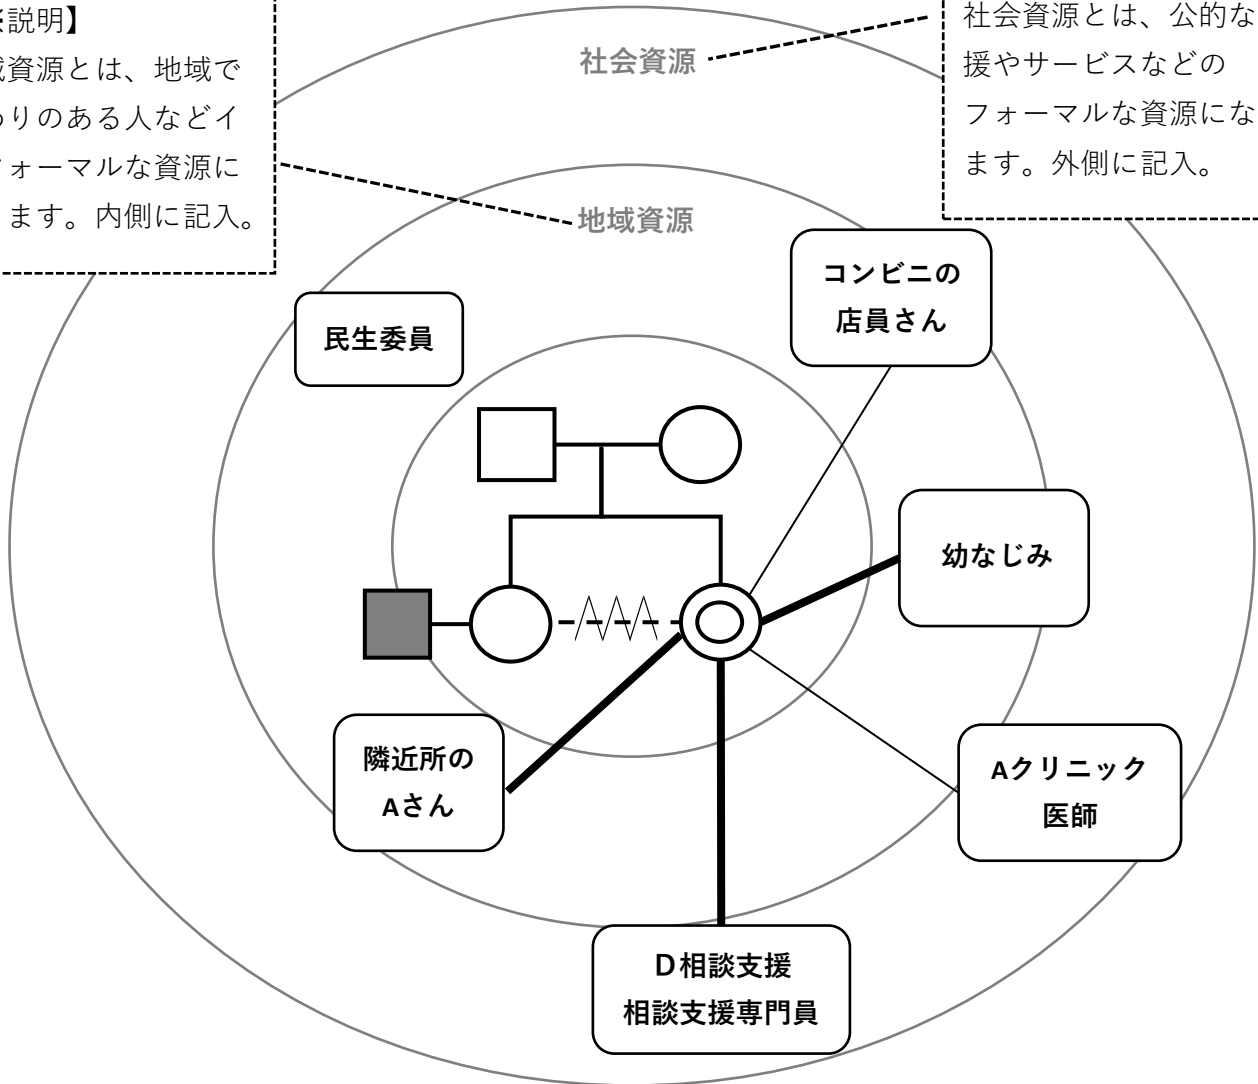 説明】
資源とは、地域で
わりのある人などイ
フォーマルな資源に
ます。内側に記入。
社会資源
社会資源とは、公的な
援やサービスなどの
フォーマルな資源にな
ます。外側に記入。
地域資源
コンビニの
店員さん
民生委員
幼なじみ
隣近所の
Aさん
Aクリニック
医師
D相談支援
相談支援専門員